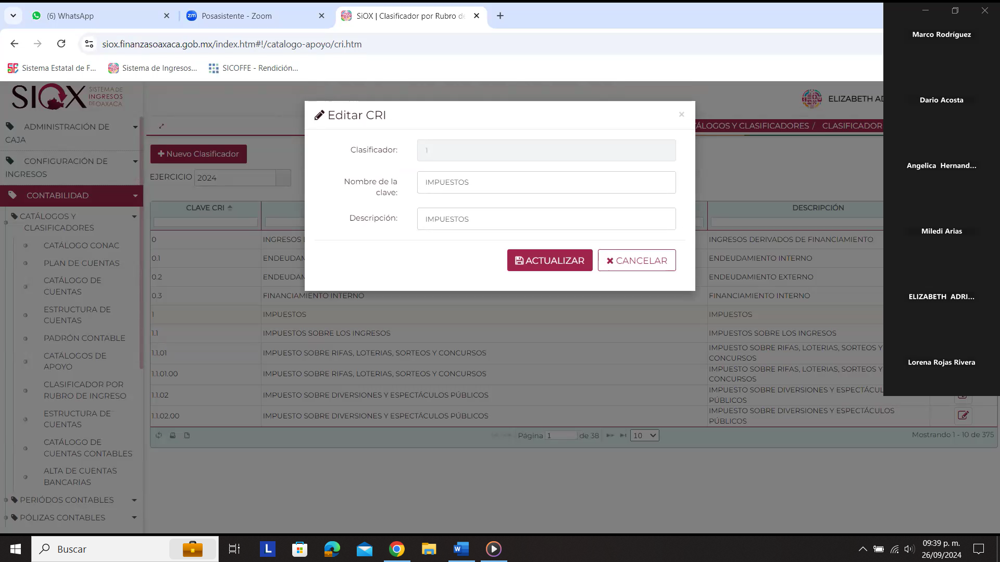 (6) WhatsApp
Posasistente - Zoom
SiOX | Clasificador por Rubro de
siox.finanzasoaxaca.gob.mx/index.htm#!/catalogo-apoyo/cri.htm
Sistema Estatal de F...
Sistema de Ingresos...
SICOFFE - Rendición...
SIOX SISTEMA DE
INGRESOS
DE OAXACA
ELIZABETH AD
ADMINISTRACIÓN DE
CAJA
CONFIGURACIÓN DE
INGRESOS
CONTABILIDAD
CATÁLOGOS Y
CLASIFICADORES
CATÁLOGO CONAC
PLAN DE CUENTAS
CATÁLOGO DE
CUENTAS
ESTRUCTURA DE
CUENTAS
PADRÓN CONTABLE
CATÁLOGOS DE
APOYO
CLASIFICADOR POR
RUBRO DE INGRESO
ESTRUCTURA DE
CUENTAS
CATÁLOGO DE
CUENTAS CONTABLES
ALTA DE CUENTAS
BANCARIAS
PERIÓDOS CONTABLES
PÓLIZAS CONTABLES
ÁLOGOS Y CLASIFICADORES / CLASIFICADOR
Nuevo Clasificador
EJERCICIO 2024
Editar CRI
×
Clasificador: 1
Nombre de la
clave: IMPUESTOS
Descripción: IMPUESTOS
ACTUALIZAR CANCELAR
CLAVE CRI DESCRIPCIÓN
0 INGRESOS INGRESOS DERIVADOS DE FINANCIAMIENTO
0.1 ENDEUDAM ENDEUDAMIENTO INTERNO
0.2 ENDEUDAM ENDEUDAMIENTO EXTERNO
0.3 FINANCIAMIENTO INTERNO FINANCIAMIENTO INTERNO
1 IMPUESTOS IMPUESTOS
1.1 IMPUESTOS SOBRE LOS INGRESOS IMPUESTOS SOBRE LOS INGRESOS
1.1.01 IMPUESTO SOBRE RIFAS, LOTERIAS, SORTEOS Y CONCURSOS IMPUESTO SOBRE RIFAS, LOTERIAS, SORTEOS Y
CONCURSOS
1.1.01.00 IMPUESTO SOBRE RIFAS, LOTERIAS, SORTEOS Y CONCURSOS IMPUESTO SOBRE RIFAS, LOTERIAS, SORTEOS Y
CONCURSOS
1.1.02 IMPUESTO SOBRE DIVERSIONES Y ESPECTÁCULOS PÚBLICOS IMPUESTO SOBRE DIVERSIONES Y ESPECTÁCUL
PÚBLICOS
1.1.02.00 IMPUESTO SOBRE DIVERSIONES Y ESPECTÁCULOS PÚBLICOS IMPUESTO SOBRE DIVERSIONES Y ESPECTÁCULOS
PÚBLICOS
Página 1 de 38 10 Mostrando 1 - 10 de 375
Marco Rodríguez
Dario Acosta
Angelica Hernand...
Miledi Arias
ELIZABETH ADRI...
Lorena Rojas Rivera
Buscar
09:39 p. m.
26/09/2024